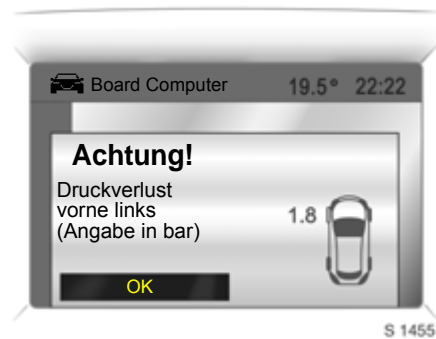 Board Computer 19.5° 22:22
Achtung!
Druckverlust
vorne links
(Angabe in bar)
1.8
OK
S 1455